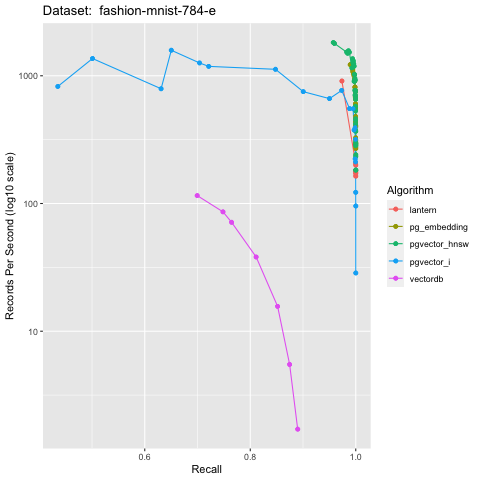 Dataset: fashion-mnist-784-e
Records Per Second (log10 scale)
1000
100
10
0.6
0.8
1.0
Recall
Algorithm
lantern
pg_embedding
pgvector_hnsw
pgvector_i
vectordb